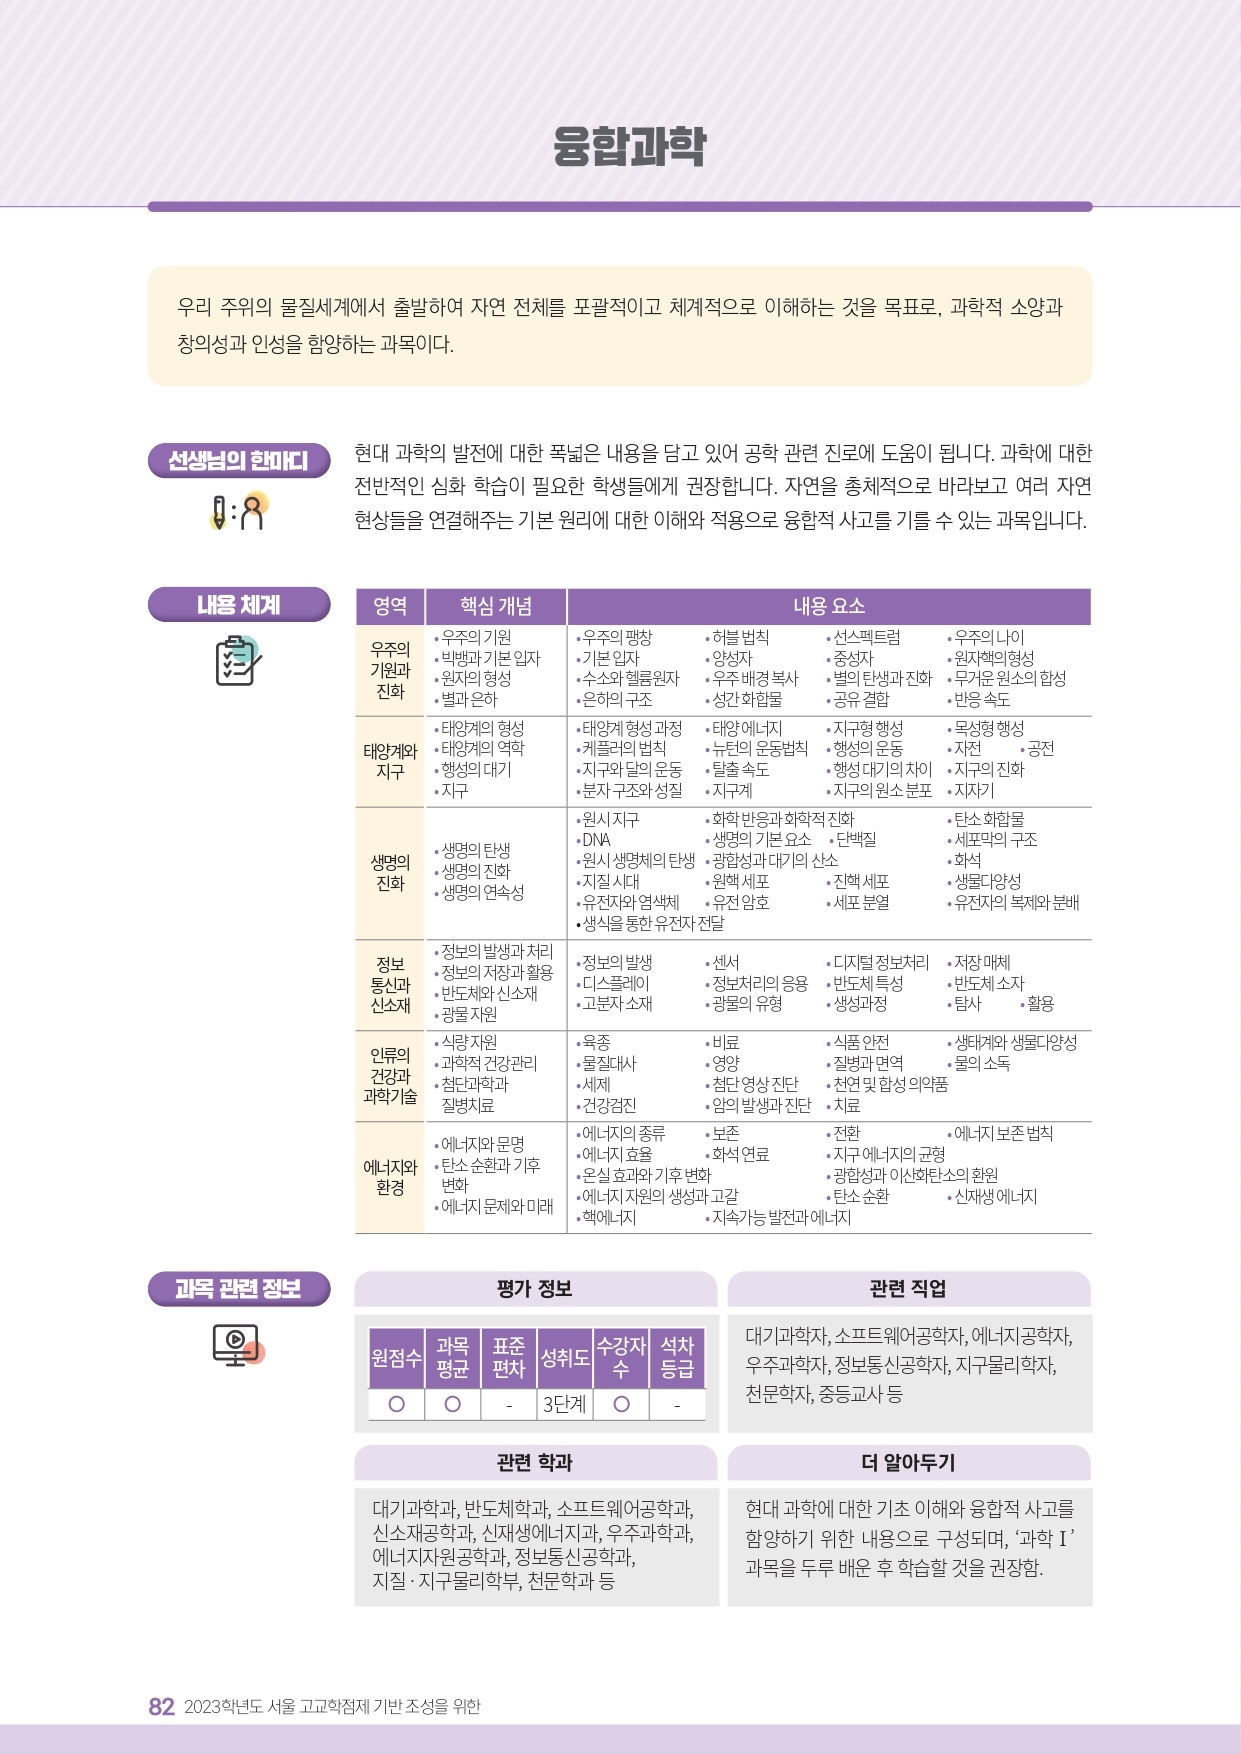 융합과학
우리 주위의 물질세계에서 출발하여 자연 전체를 포괄적이고 체계적으로 이해하는 것을 목표로, 과학적 소양과
창의성과 인성을 함양하는 과목이다.
선생님의 한마디
현대 과학의 발전에 대한 폭넓은 내용을 담고 있어 공학 관련 진로에 도움이 됩니다. 과학에 대한
전반적인 심화 학습이 필요한 학생들에게 권장합니다. 자연을 총체적으로 바라보고 여러 자연
현상들을 연결해주는 기본 원리에 대한 이해와 적용으로 융합적 사고를 기를 수 있는 과목입니다.
내용 체계
영역 핵심 개념 내용 요소
우주의
기원과
진화
• 우주의 기원
• 빅뱅과 기본 입자
• 원자의 형성
• 별과 은하
• 우주의 팽창 • 허블 법칙 • 선스펙트럼 • 우주의 나이
• 기본 입자 • 양성자 • 중성자 • 원자핵의 형성
• 수소와 헬륨 원자 • 우주 배경 복사 • 별의 탄생과 진화 • 무거운 원소의 합성
• 은하의 구조 • 성간 화합물 • 공유 결합 • 반응 속도
태양계와
지구
• 태양계의 형성
• 태양계의 역학
• 행성의 대기
• 지구
• 태양계 형성 과정 • 태양 에너지 • 지구형 행성 • 목성형 행성
• 케플러의 법칙 • 뉴턴의 운동법칙 • 행성의 운동 • 자전 • 공전
• 지구와 달의 운동 • 탈출 속도 • 행성 대기의 차이 • 지구의 진화
• 분자 구조와 성질 • 지구계 • 지구의 원소 분포 • 지자기
생명의
진화
• 생명의 탄생
• 생명의 진화
• 생명의 연속성
• 원시 지구 • 화학 반응과 화학적 진화 • 탄소 화합물
• DNA • 생명의 기본 요소 • 단백질 • 세포막의 구조
• 원시 생명체의 탄생 • 광합성과 대기의 산소 • 화석
• 지질 시대 • 원핵 세포 • 진핵 세포 • 생물다양성
• 유전자와 염색체 • 유전 암호 • 세포 분열 • 유전자의 복제와 분배
• 생식을 통한 유전자 전달
정보
통신과
신소재
• 정보의 발생과 처리
• 정보의 저장과 활용
• 반도체와 신소재
• 광물 자원
• 정보의 발생 • 센서 • 디지털 정보처리 • 저장 매체
• 디스플레이 • 정보처리의 응용 • 반도체 특성 • 반도체 소자
• 고분자 소재 • 광물의 유형 • 생성과정 • 탐사 • 활용
인류의
건강과
과학기술
• 식량 자원
• 과학적 건강관리
• 첨단과학과
질병치료
• 육종 • 비료 • 식품 안전 • 생태계와 생물다양성
• 물질대사 • 영양 • 질병과 면역 • 물의 소독
• 세제 • 첨단 영상 진단 • 천연 및 합성 의약품
• 건강검진 • 암의 발생과 진단 • 치료
에너지와
환경
• 에너지와 문명
• 탄소 순환과 기후
변화
• 에너지 문제와 미래
• 에너지의 종류 • 보존 • 전환 • 에너지 보존 법칙
• 에너지 효율 • 화석 연료 • 지구 에너지의 균형
• 온실 효과와 기후 변화 • 광합성과 이산화탄소의 환원
• 에너지 자원의 생성과 고갈 • 탄소 순환 • 신재생 에너지
• 핵에너지 • 지속가능 발전과 에너지
과목 관련 정보
평가 정보
원점수 과목 평균 표준 편차 성취도 수강자 수 석차 등급
○ ○ - 3단계 ○ -
관련 직업
대기과학자, 소프트웨어공학자, 에너지공학자,
우주과학자, 정보통신공학자, 지구물리학자,
천문학자, 중등교사 등
관련 학과
대기과학과, 반도체학과, 소프트웨어공학과,
신소재공학과, 신재생에너지과, 우주과학과,
에너지자원공학과, 정보통신공학과,
지질 · 지구물리학부, 천문학과 등
더 알아두기
현대 과학에 대한 기초 이해와 융합적 사고를
함양하기 위한 내용으로 구성되며, ‘과학Ⅰ’
과목을 두루 배운 후 학습할 것을 권장함.
82 2023학년도 서울 고교학점제 기반 조성을 위한